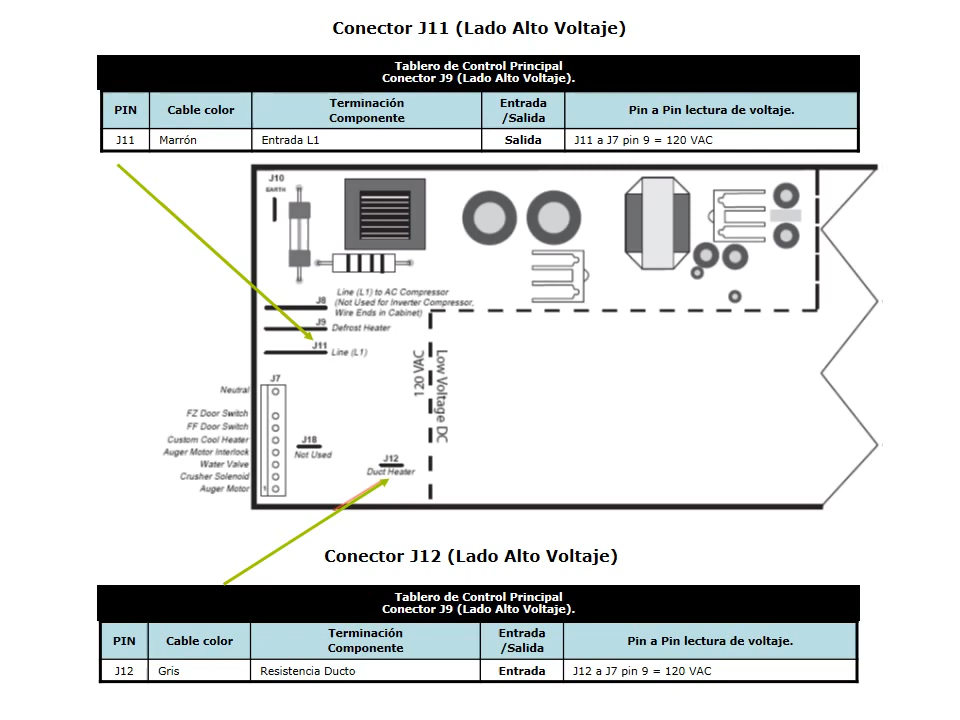 Conector J11 (Lado Alto Voltaje)
Tablero de Control Principal
Conector J9 (Lado Alto Voltaje).
PIN
Cable color
Terminación
Componente
Entrada
/Salida
Pin a Pin lectura de voltaje.
J11
Marrón
Entrada L1
Salida
J11 a J7 pin 9 = 120 VAC
J10
EARTH
J8
Line (L1) to AC Compressor
(Not Used for Inverter Compressor,
Wire Ends in Cabinet)
J9
Defrost Heater
J11
Line (L1)
120 VAC
Low Voltage DC
J7
Neutral
FZ Door Switch
FF Door Switch
Custom Cool Heater
Auger Motor Interlock
Water Valve
Crusher Solenoid
Auger Motor
1
J18
Not Used
J12
Duct Heater
Conector J12 (Lado Alto Voltaje)
Tablero de Control Principal
Conector J9 (Lado Alto Voltaje).
PIN
Cable color
Terminación
Componente
Entrada
/Salida
Pin a Pin lectura de voltaje.
J12
Gris
Resistencia Ducto
Entrada
J12 a J7 pin 9 = 120 VAC